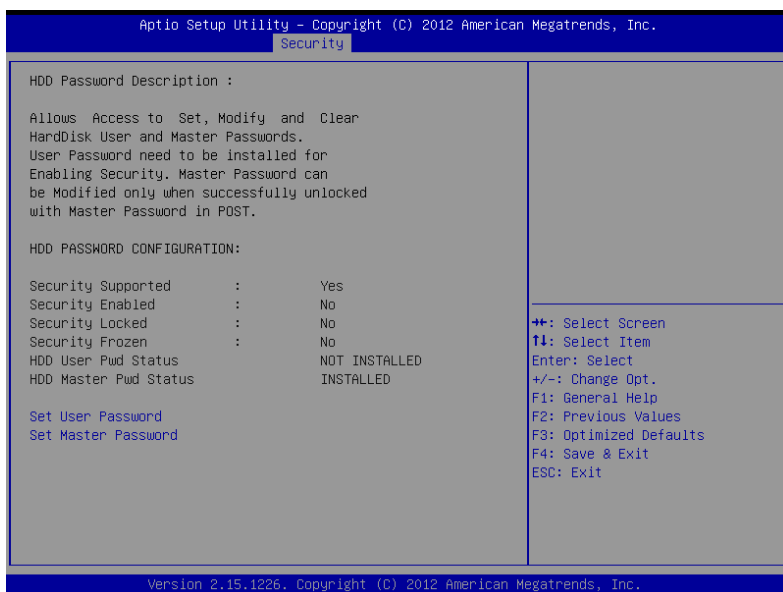 Aptio Setup Utility – Copyright (C) 2012 American Megatrends, Inc.
Security
HDD Password Description :
Allows Access to Set, Modify and Clear
HardDisk User and Master Passwords.
User Password need to be installed for
Enabling Security. Master Password can
be Modified only when successfully unlocked
with Master Password in POST.
HDD PASSWORD CONFIGURATION:
Security Supported : Yes
Security Enabled : No
Security Locked : No
Security Frozen : No
HDD User Pwd Status NOT INSTALLED
HDD Master Pwd Status INSTALLED
Set User Password
Set Master Password
→←: Select Screen
↑↓: Select Item
Enter: Select
+/-: Change Opt.
F1: General Help
F2: Previous Values
F3: Optimized Defaults
F4: Save & Exit
ESC: Exit
Version 2.15.1226. Copyright (C) 2012 American Megatrends, Inc.